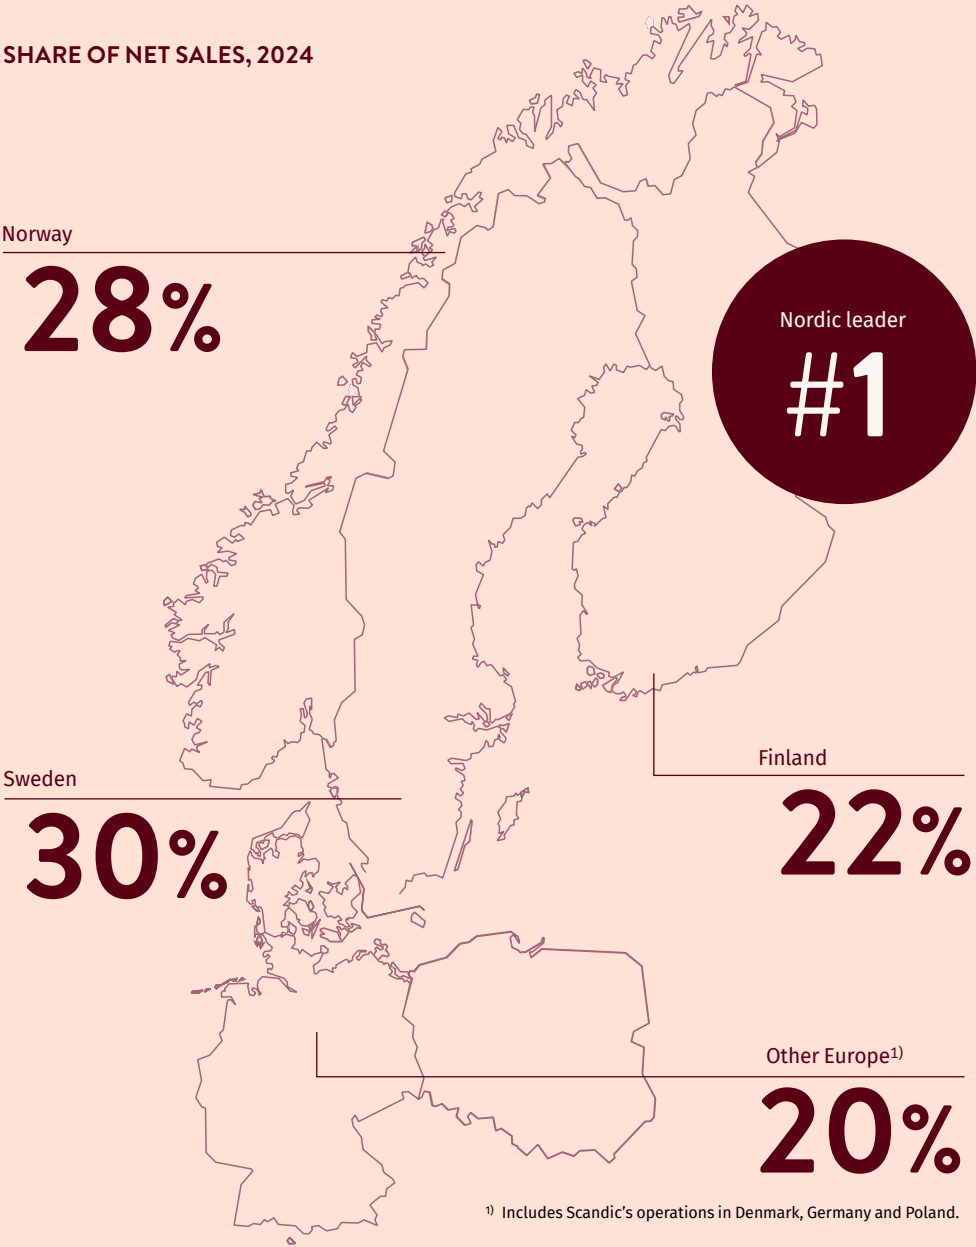 SHARE OF NET SALES, 2024
Norway
28%
Nordic leader
#1
Finland
22%
Sweden
30%
Other Europe¹⁾
20%
¹⁾ Includes Scandic's operations in Denmark, Germany and Poland.